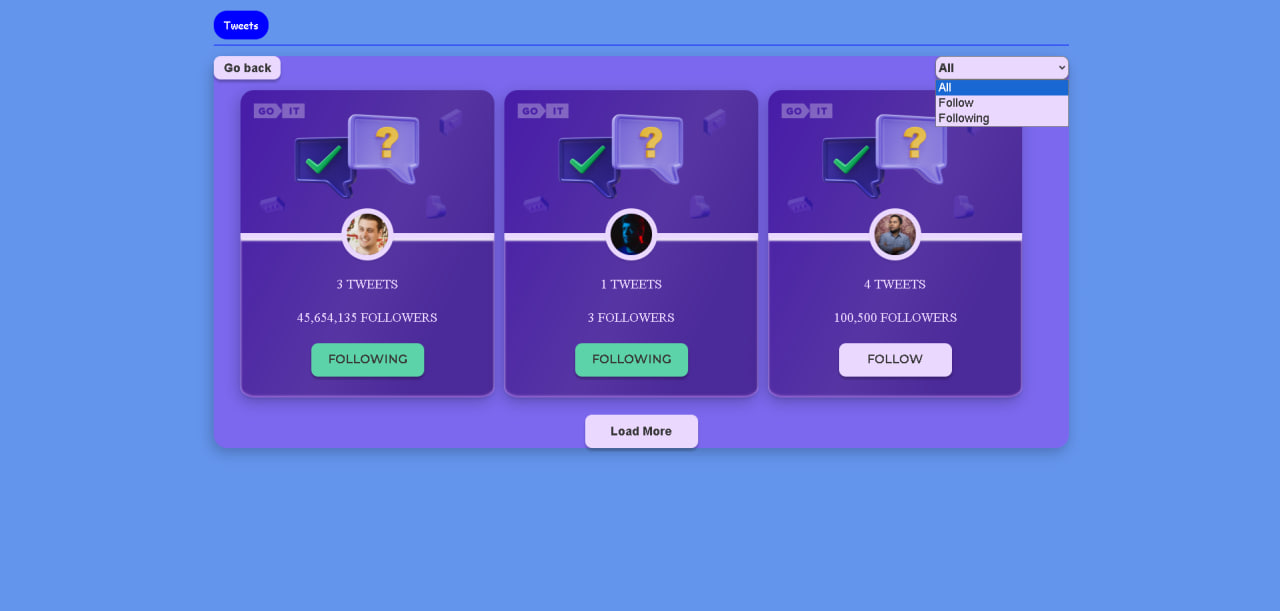 Tweets
Go back
All
All
Follow
Following
GO IT
GO IT
GO IT
?
?
?
3 TWEETS
1 TWEETS
4 TWEETS
45,654,135 FOLLOWERS
3 FOLLOWERS
100,500 FOLLOWERS
FOLLOWING
FOLLOWING
FOLLOW
Load More